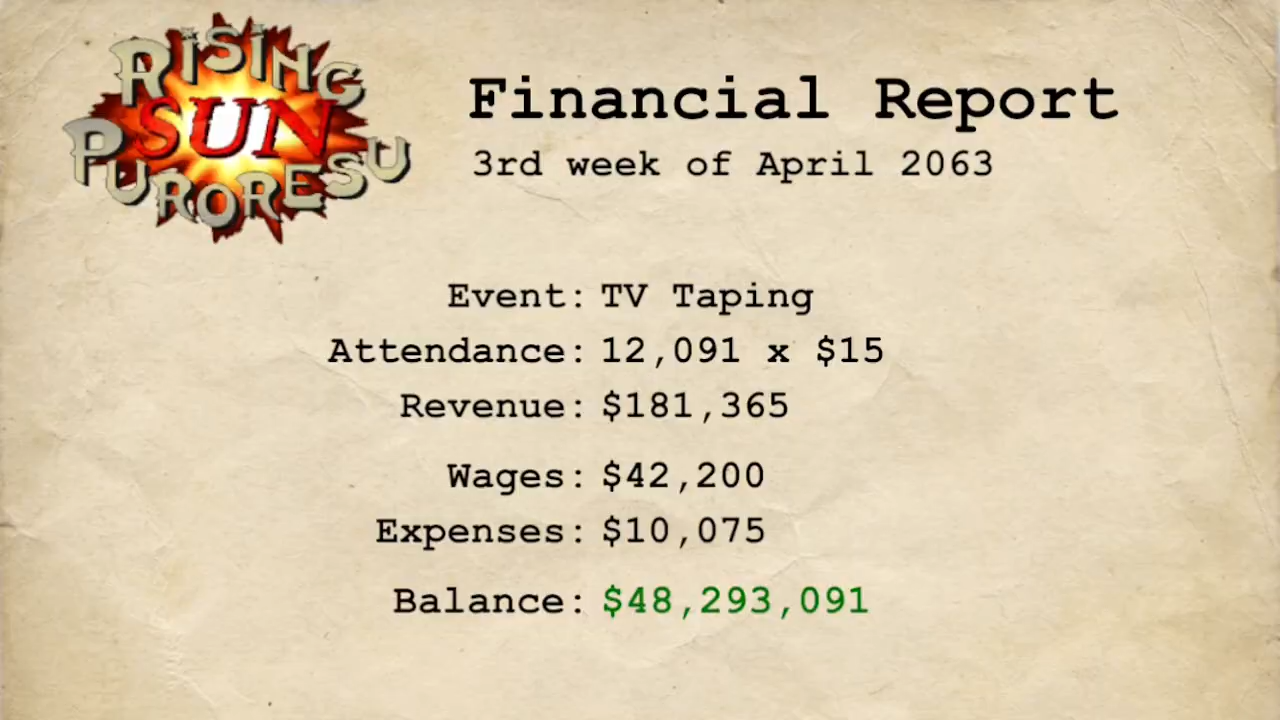 RISING
SUN
PURORESU
Financial Report
3rd week of April 2063
Event: TV Taping
Attendance: 12,091 x $15
Revenue: $181,365
Wages: $42,200
Expenses: $10,075
Balance: $48,293,091